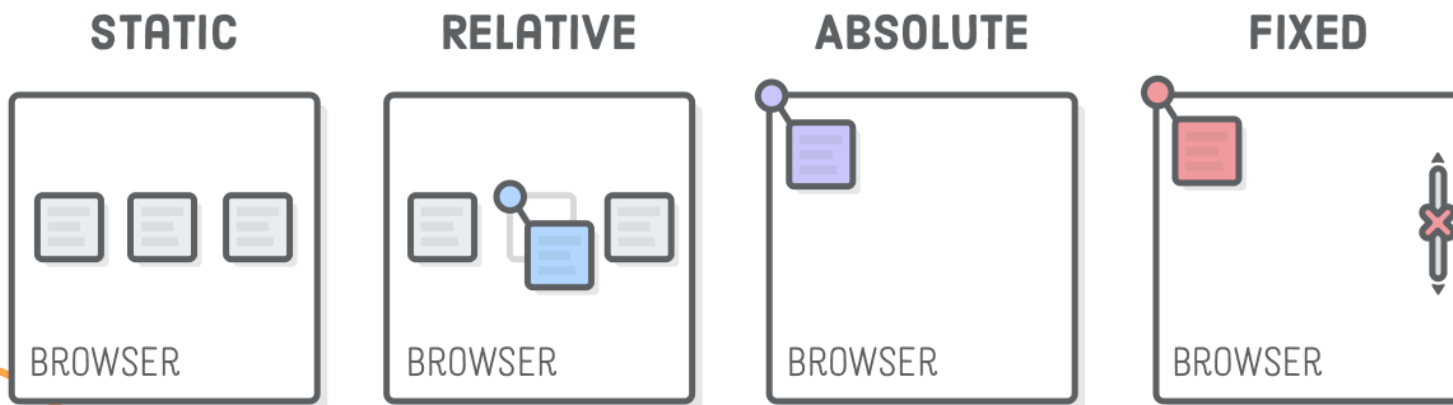 STATIC
RELATIVE
ABSOLUTE
FIXED
BROWSER
BROWSER
BROWSER
BROWSER